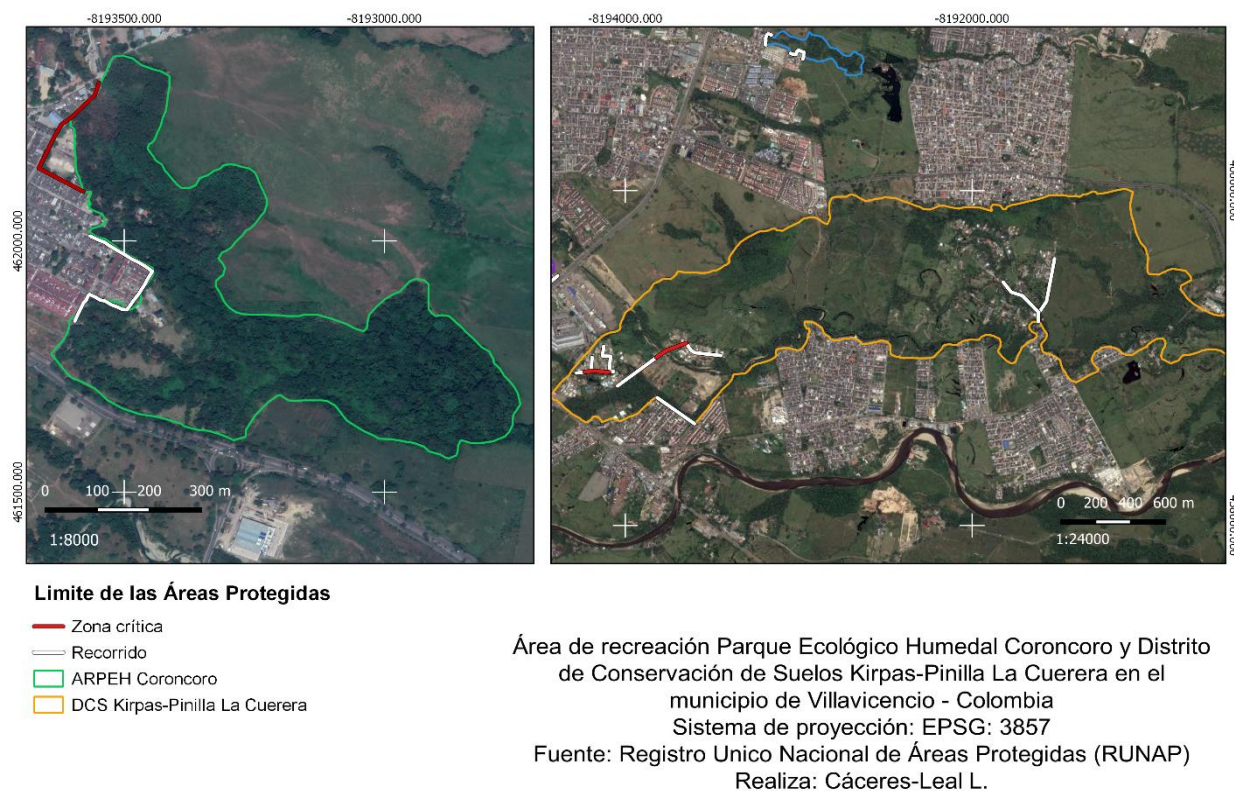 -8193500.000
-8193000.000
-8194000.000
-8192000.000
462000.000
461500.000
460000.000
458000.000
0
100
200
300 m
1:8000
0
200
400
600 m
1:24000
Limite de las Áreas Protegidas
Zona crítica
Recorrido
ARPEH Coroncoro
DCS Kirpas-Pinilla La Cuerera
Área de recreación Parque Ecológico Humedal Coroncoro y Distrito
de Conservación de Suelos Kirpas-Pinilla La Cuerera en el
municipio de Villavicencio - Colombia
Sistema de proyección: EPSG: 3857
Fuente: Registro Unico Nacional de Áreas Protegidas (RUNAP)
Realiza: Cáceres-Leal L.